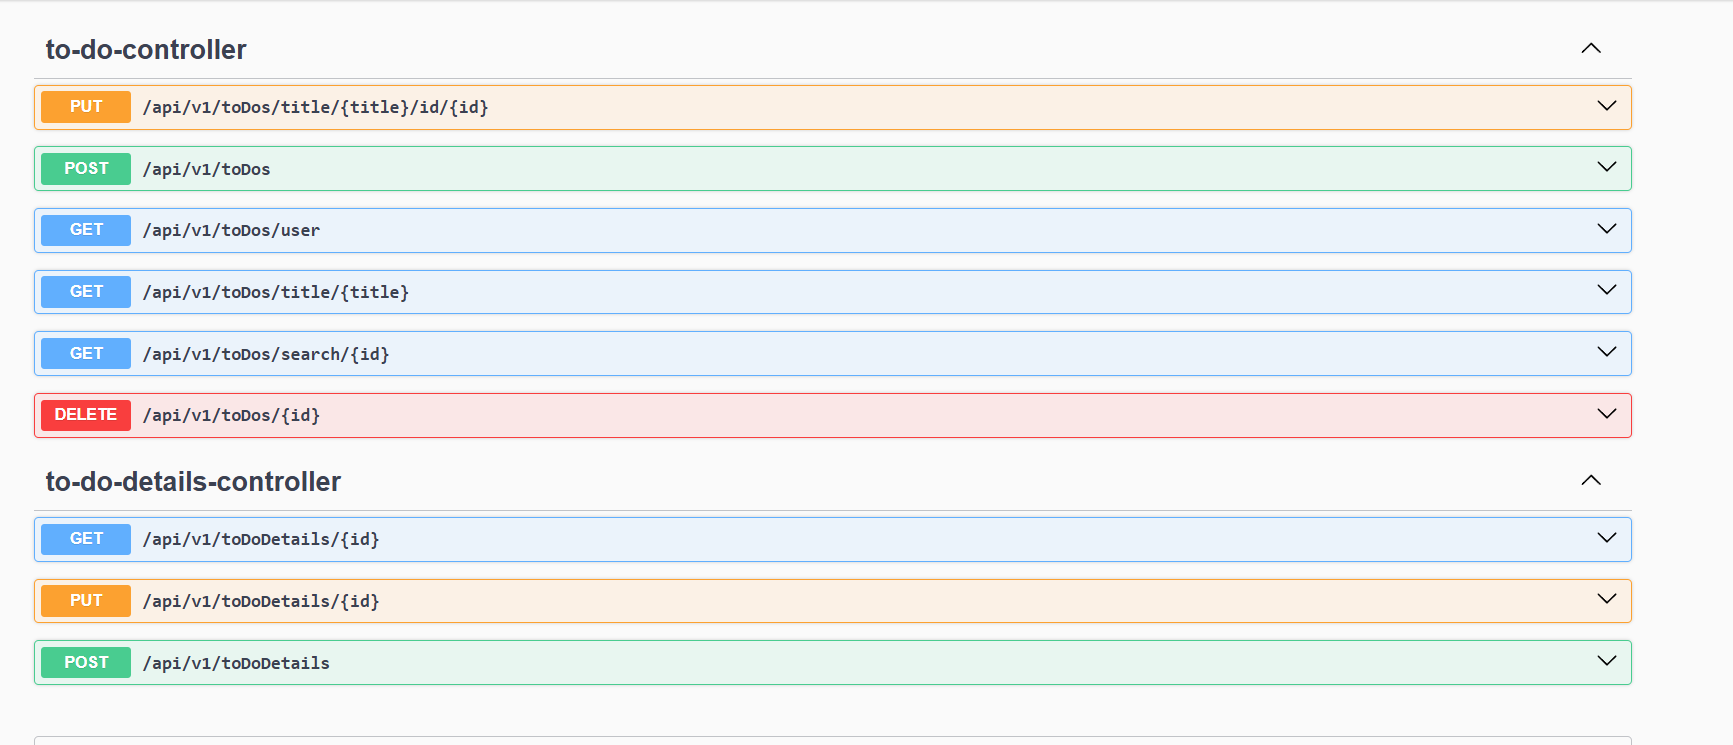 to-do-controller
PUT /api/v1/toDos/title/{title}/id/{id}
POST /api/v1/toDos
GET /api/v1/toDos/user
GET /api/v1/toDos/title/{title}
GET /api/v1/toDos/search/{id}
DELETE /api/v1/toDos/{id}
to-do-details-controller
GET /api/v1/toDoDetails/{id}
PUT /api/v1/toDoDetails/{id}
POST /api/v1/toDoDetails